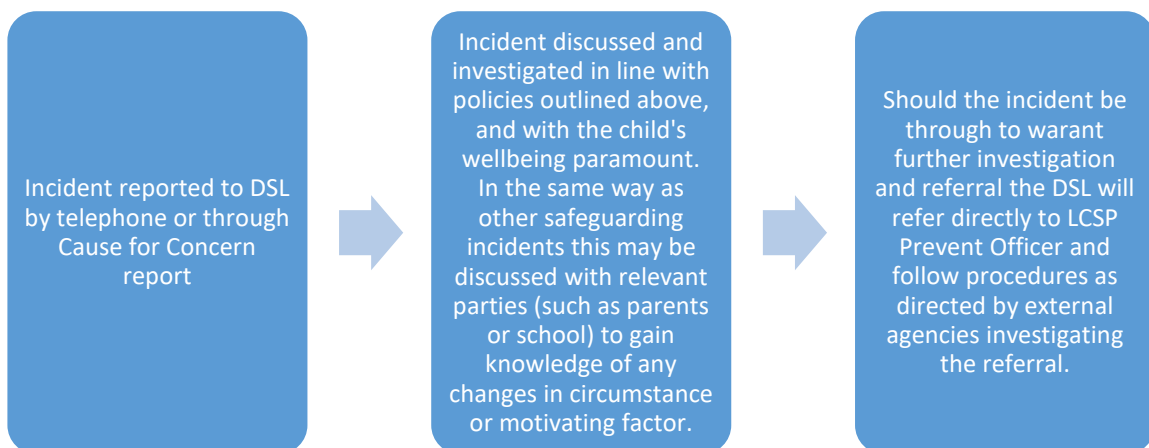 Incident reported to DSL
by telephone or through
Cause for Concern
report
Incident discussed and
investigated in line with
policies outlined above,
and with the child's
wellbeing paramount.
In the same way as
other safeguarding
incidents this may be
discussed with relevant
parties (such as parents
or school) to gain
knowledge of any
changes in circumstance
or motivating factor.
Should the incident be
through to warant
further investigation
and referral the DSL will
refer directly to LCSP
Prevent Officer and
follow procedures as
directed by external
agencies investigating
the referral.